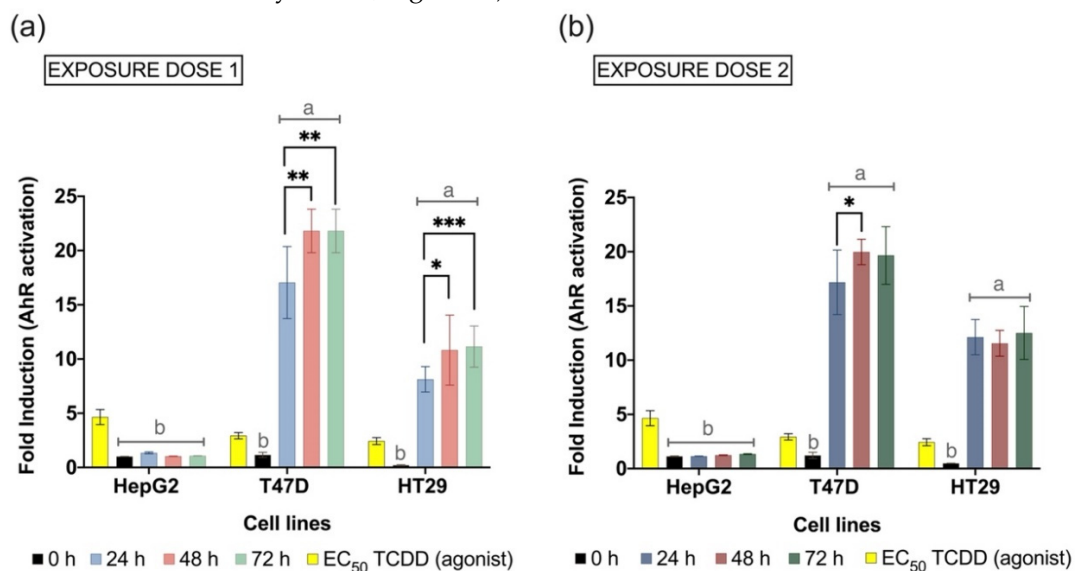 (a)
EXPOSURE DOSE 1
a
**
**
a
***
*
b
b
b
Fold Induction (AhR activation)
25
20
15
10
5
0
HepG2 T47D HT29
Cell lines
0 h 24 h 48 h 72 h EC50 TCDD (agonist)
(b)
EXPOSURE DOSE 2
a
*
a
b
b
b
Fold Induction (AhR activation)
25
20
15
10
5
0
HepG2 T47D HT29
Cell lines
0 h 24 h 48 h 72 h EC50 TCDD (agonist)